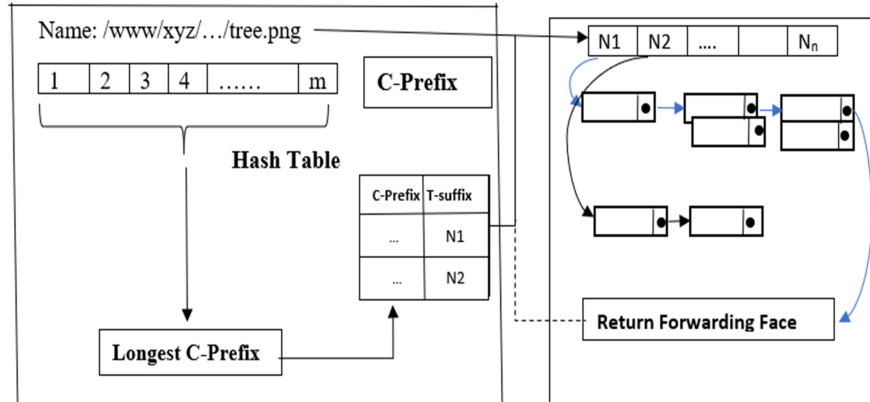 Name: /www/xyz/…/tree.png
1 2 3 4 …… m
C-Prefix
Hash Table
C-Prefix T-suffix
... N1
... N2
Longest C-Prefix
N1 N2 .... Nn
Return Forwarding Face